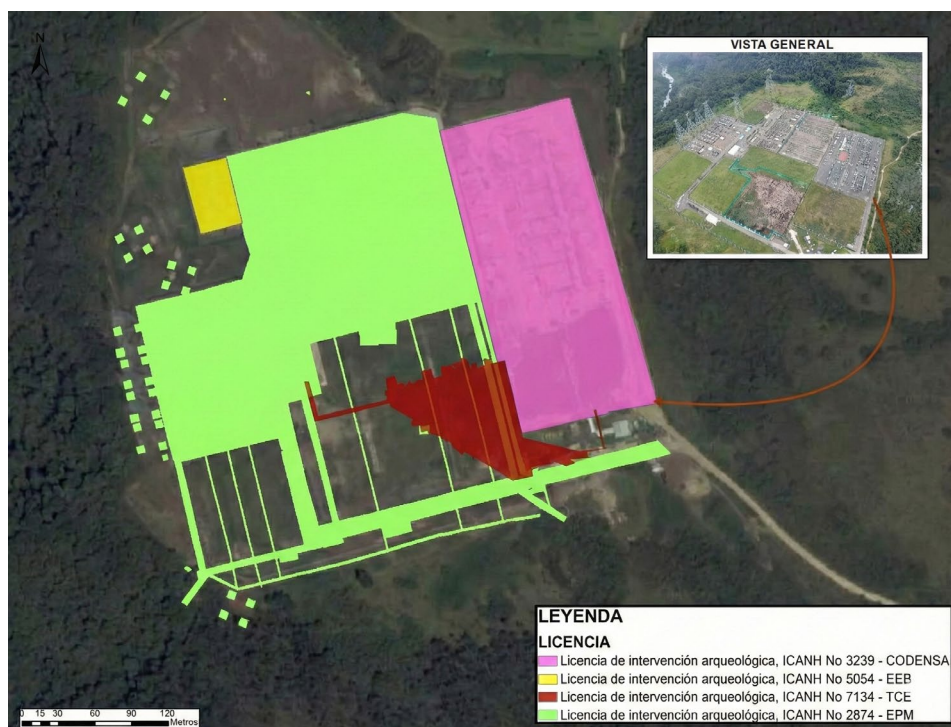 N
VISTA GENERAL
LEYENDA
LICENCIA
Licencia de intervención arqueológica, ICANH No 3239 - CODENSA
Licencia de intervención arqueológica, ICANH No 5054 - EEB
Licencia de intervención arqueológica, ICANH No 7134 - TCE
Licencia de intervención arqueológica, ICANH No 2874 - EPM
0 15 30 60 90 120
Metros